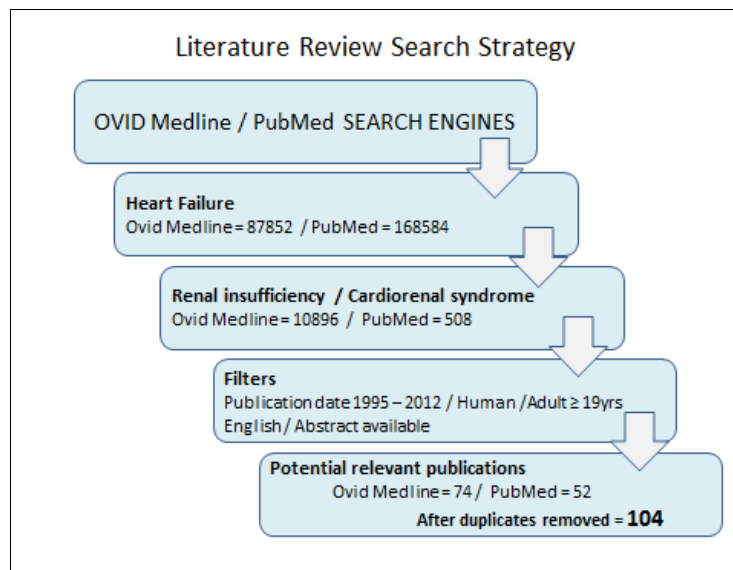 Literature Review Search Strategy
OVID Medline / PubMed SEARCH ENGINES
Heart Failure
Ovid Medline = 87852 / PubMed = 168584
Renal insufficiency / Cardiorenal syndrome
Ovid Medline = 10896 / PubMed = 508
Filters
Publication date 1995 – 2012 / Human /Adult ≥ 19yrs
English / Abstract available
Potential relevant publications
Ovid Medline = 74 / PubMed = 52
After duplicates removed = 104